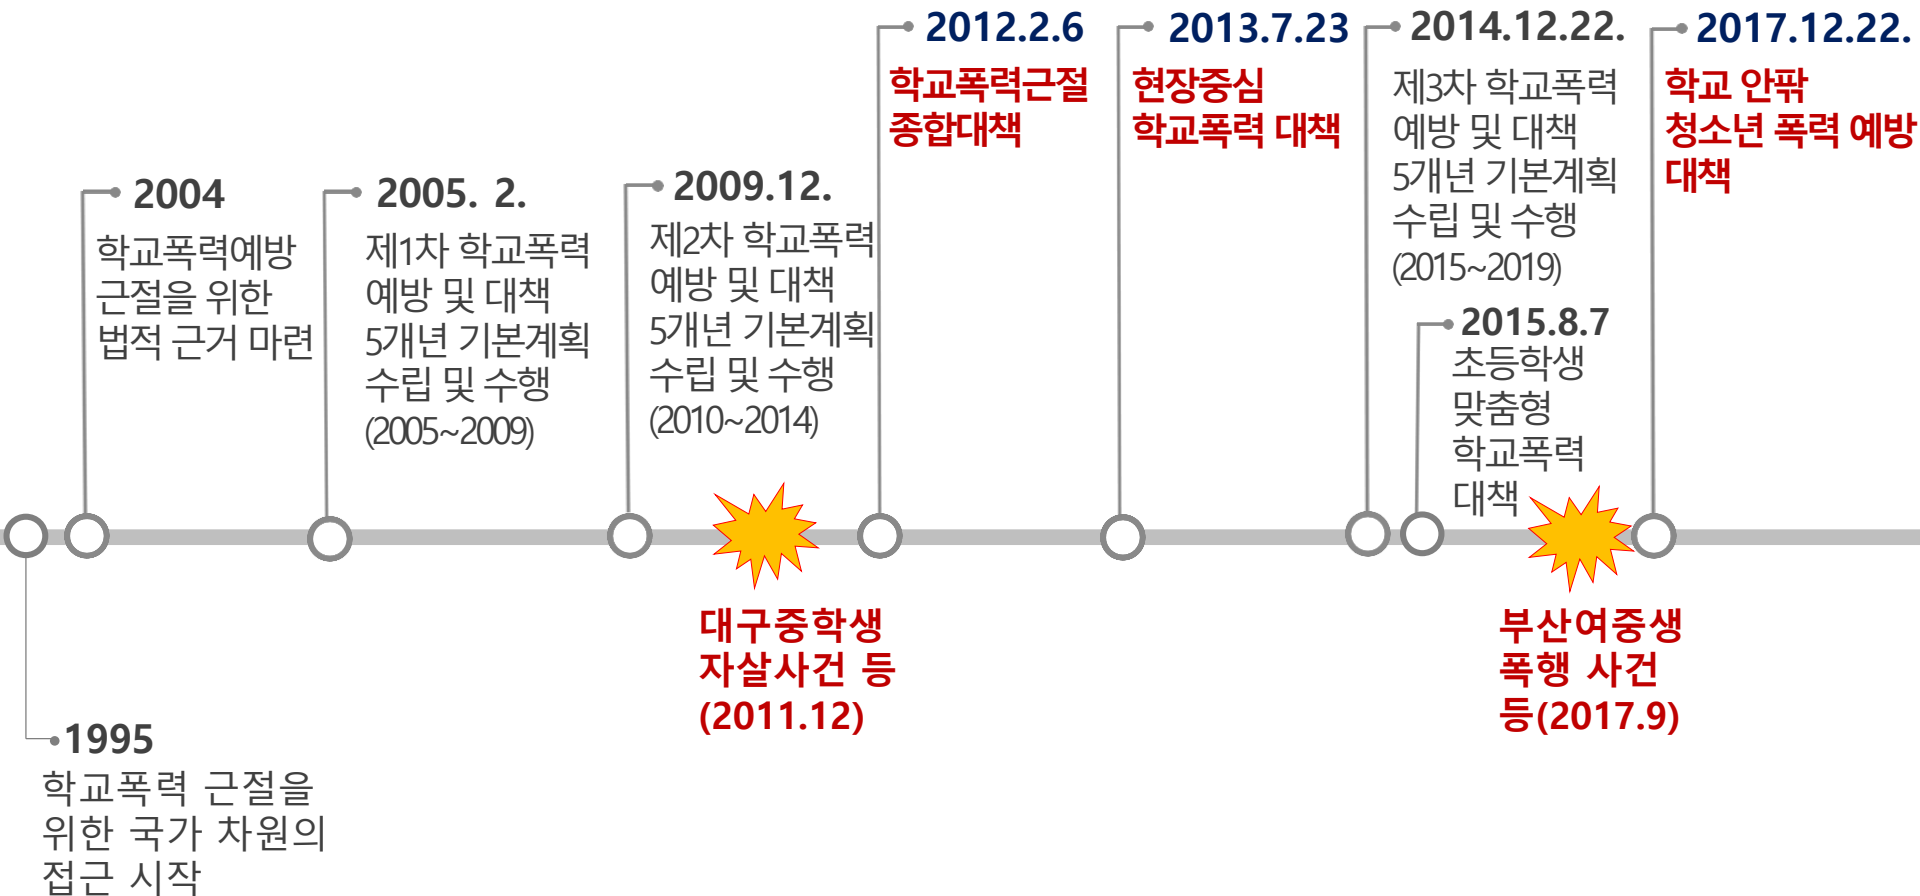 1995
학교폭력 근절을
위한 국가 차원의
접근 시작
2004
학교폭력예방
근절을 위한
법적 근거 마련
2005. 2.
제1차 학교폭력
예방 및 대책
5개년 기본계획
수립 및 수행
(2005~2009)
2009.12.
제2차 학교폭력
예방 및 대책
5개년 기본계획
수립 및 수행
(2010~2014)
대구중학생
자살사건 등
(2011.12)
2012.2.6
학교폭력근절
종합대책
2013.7.23
현장중심
학교폭력 대책
2014.12.22.
제3차 학교폭력
예방 및 대책
5개년 기본계획
수립 및 수행
(2015~2019)
2015.8.7
초등학생
맞춤형
학교폭력
대책
부산여중생
폭행 사건
등(2017.9)
2017.12.22.
학교 안팎
청소년 폭력 예방
대책